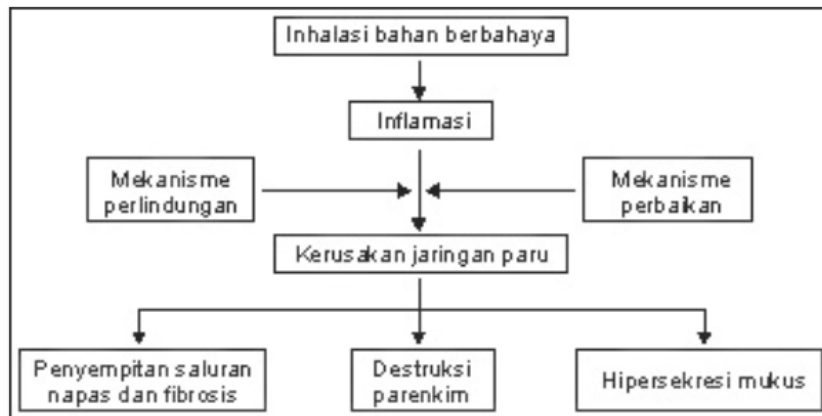 Inhalasi bahan berbahaya
Inflamasi
Mekanisme
perlindungan
Mekanisme
perbaikan
Kerusakan jaringan paru
Penyempitan saluran
napas dan fibrosis
Destruksi
parenkim
Hipersekresi mukus